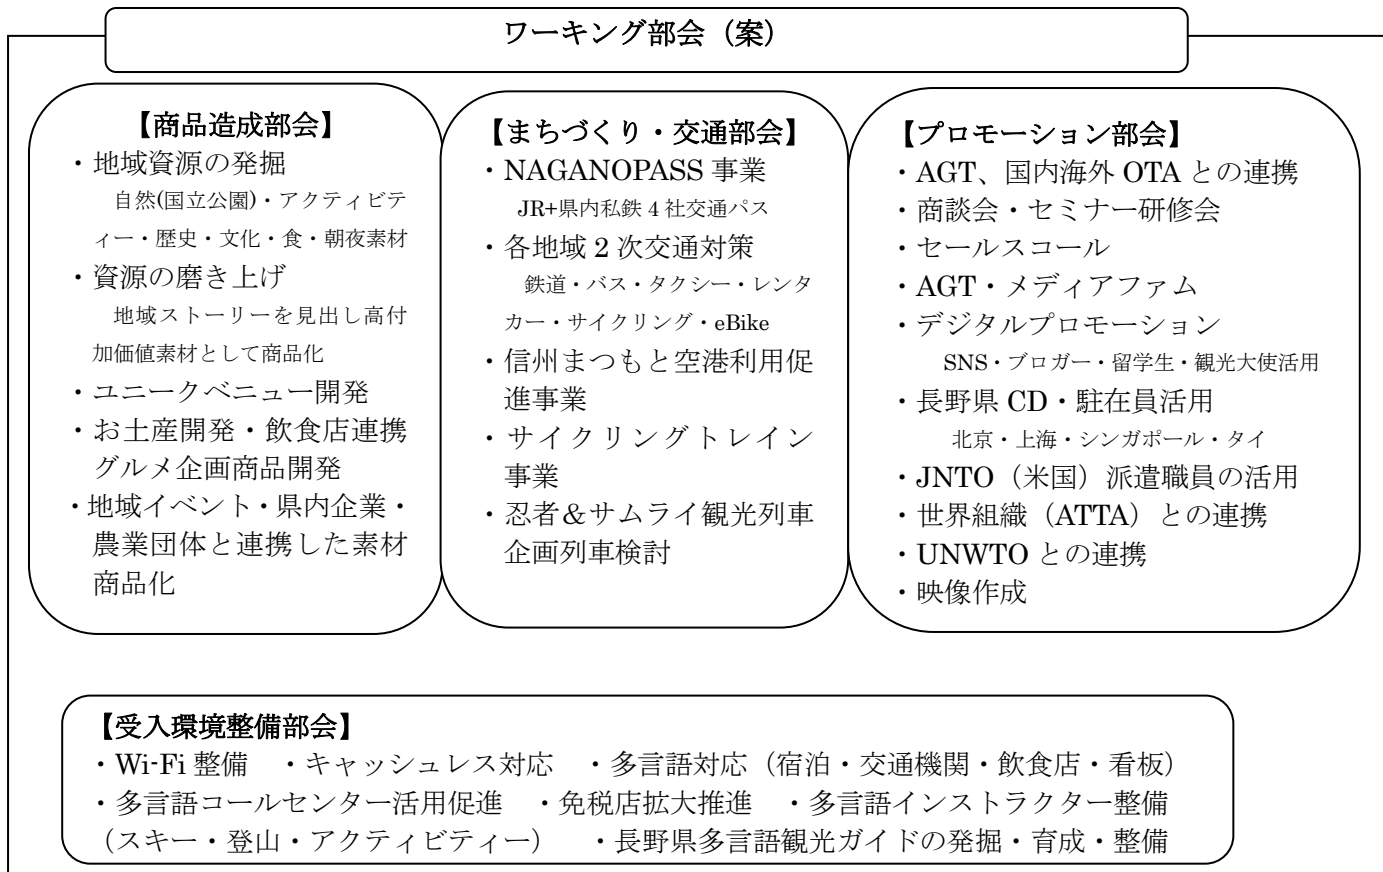 ワーキング部会（案）
【商品造成部会】
・地域資源の発掘
自然(国立公園)・アクティビテ
ィー・歴史・文化・食・朝夜素材
・資源の磨き上げ
地域ストーリーを見出し高付
加価値素材として商品化
・ユニークベニュー開発
・お土産開発・飲食店連携
グルメ企画商品開発
・地域イベント・県内企業・
農業団体と連携した素材
商品化
【まちづくり・交通部会】
・NAGANOPASS 事業
JR+県内私鉄 4 社交通パス
・各地域 2 次交通対策
鉄道・バス・タクシー・レンタ
カー・サイクリング・eBike
・信州まつもと空港利用促
進事業
・サイクリングトレイン
事業
・忍者＆サムライ観光列車
企画列車検討
【プロモーション部会】
・AGT、国内海外 OTA との連携
・商談会・セミナー研修会
・セールスコール
・AGT・メディアファム
・デジタルプロモーション
SNS・ブロガー・留学生・観光大使活用
・長野県 CD・駐在員活用
北京・上海・シンガポール・タイ
・JNTO（米国）派遣職員の活用
・世界組織（ATTA）との連携
・UNWTO との連携
・映像作成
【受入環境整備部会】
・Wi-Fi 整備　・キャッシュレス対応　・多言語対応（宿泊・交通機関・飲食店・看板）
・多言語コールセンター活用促進　・免税店拡大推進　・多言語インストラクター整備
（スキー・登山・アクティビティー）　・長野県多言語観光ガイドの発掘・育成・整備